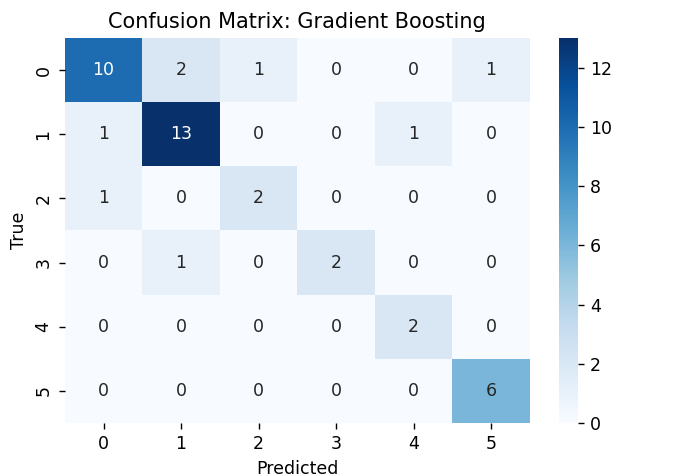 Confusion Matrix: Gradient Boosting
True
0 10 2 1 0 0 1
1 1 13 0 0 1 0
2 1 0 2 0 0 0
3 0 1 0 2 0 0
4 0 0 0 0 2 0
5 0 0 0 0 0 6
0 1 2 3 4 5
Predicted
12
10
8
6
4
2
0